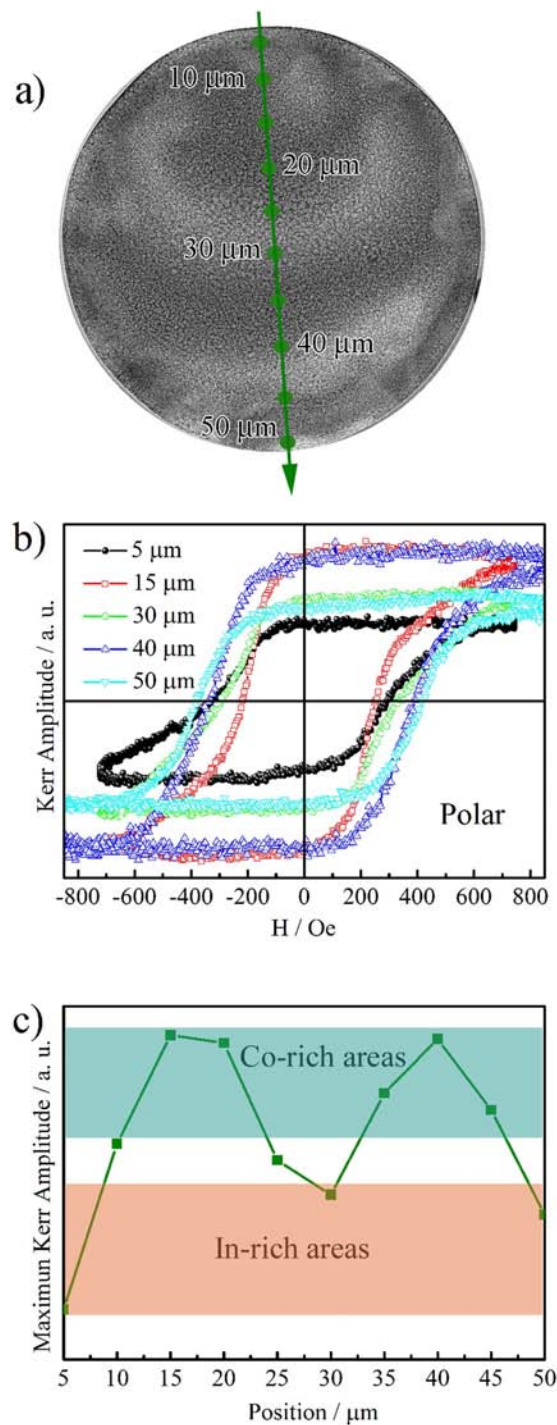 a)
10 μm
20 μm
30 μm
40 μm
50 μm
b)
5 μm
15 μm
30 μm
40 μm
50 μm
Kerr Amplitude / a. u.
Polar
-800 -600 -400 -200 0 200 400 600 800
H / Oe
c)
Co-rich areas
In-rich areas
Maximun Kerr Amplitude / a. u.
5 10 15 20 25 30 35 40 45 50
Position / μm